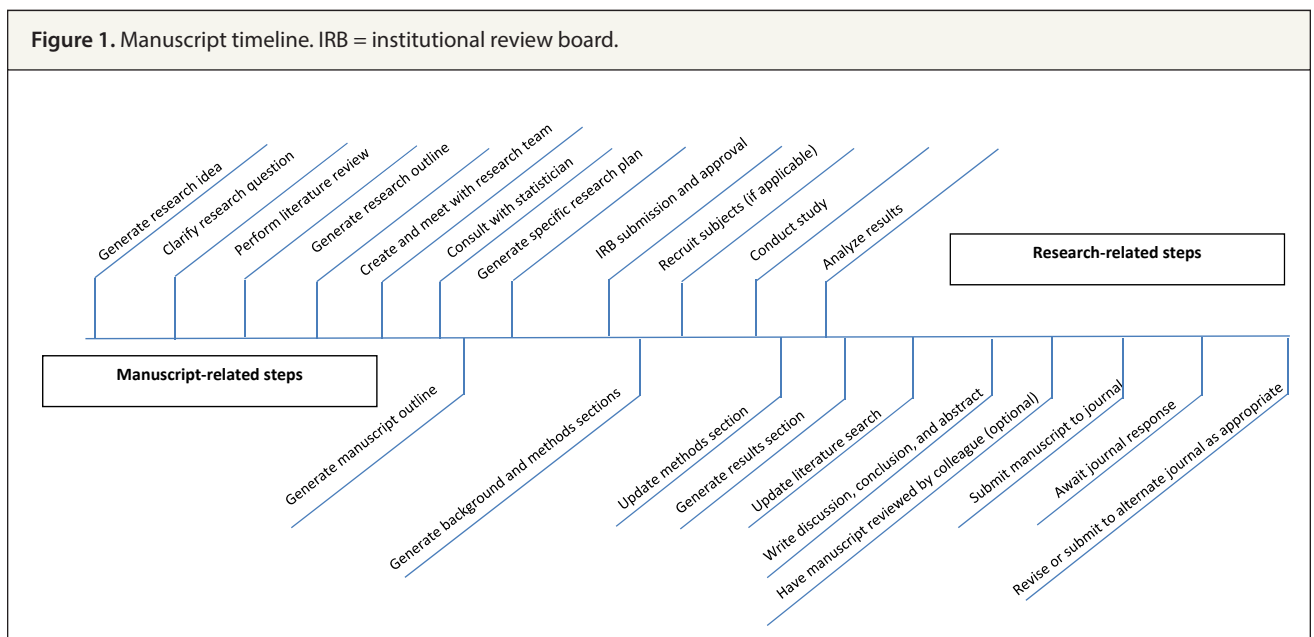 Figure 1. Manuscript timeline. IRB = institutional review board.
Generate research idea
Clarify research question
Perform literature review
Generate research outline
Create and meet with research team
Consult with statistician
Generate specific research plan
IRB submission and approval
Recruit subjects (if applicable)
Conduct study
Analyze results
Research-related steps
Manuscript-related steps
Generate manuscript outline
Generate background and methods sections
Update methods section
Generate results section
Update literature search
Write discussion, conclusion, and abstract
Have manuscript reviewed by colleague (optional)
Submit manuscript to journal
Await journal response
Revise or submit to alternate journal as appropriate